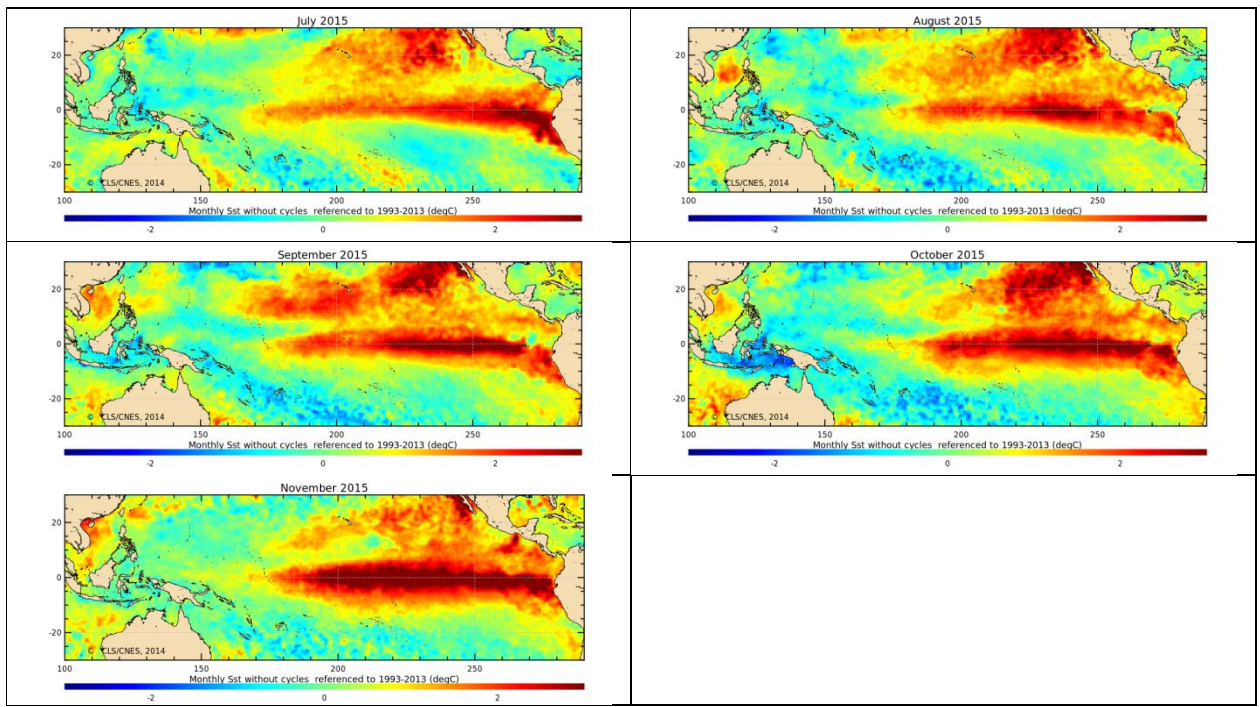 July 2015
20
0
-20
© CLS/CNES, 2014
100 150 200 250
Monthly Sst without cycles referenced to 1993-2013 (degC)
-2 0 2
August 2015
20
0
-20
© CLS/CNES, 2014
100 150 200 250
Monthly Sst without cycles referenced to 1993-2013 (degC)
-2 0 2
September 2015
20
0
-20
© CLS/CNES, 2014
100 150 200 250
Monthly Sst without cycles referenced to 1993-2013 (degC)
-2 0 2
October 2015
20
0
-20
© CLS/CNES, 2014
100 150 200 250
Monthly Sst without cycles referenced to 1993-2013 (degC)
-2 0 2
November 2015
20
0
-20
© CLS/CNES, 2014
100 150 200 250
Monthly Sst without cycles referenced to 1993-2013 (degC)
-2 0 2